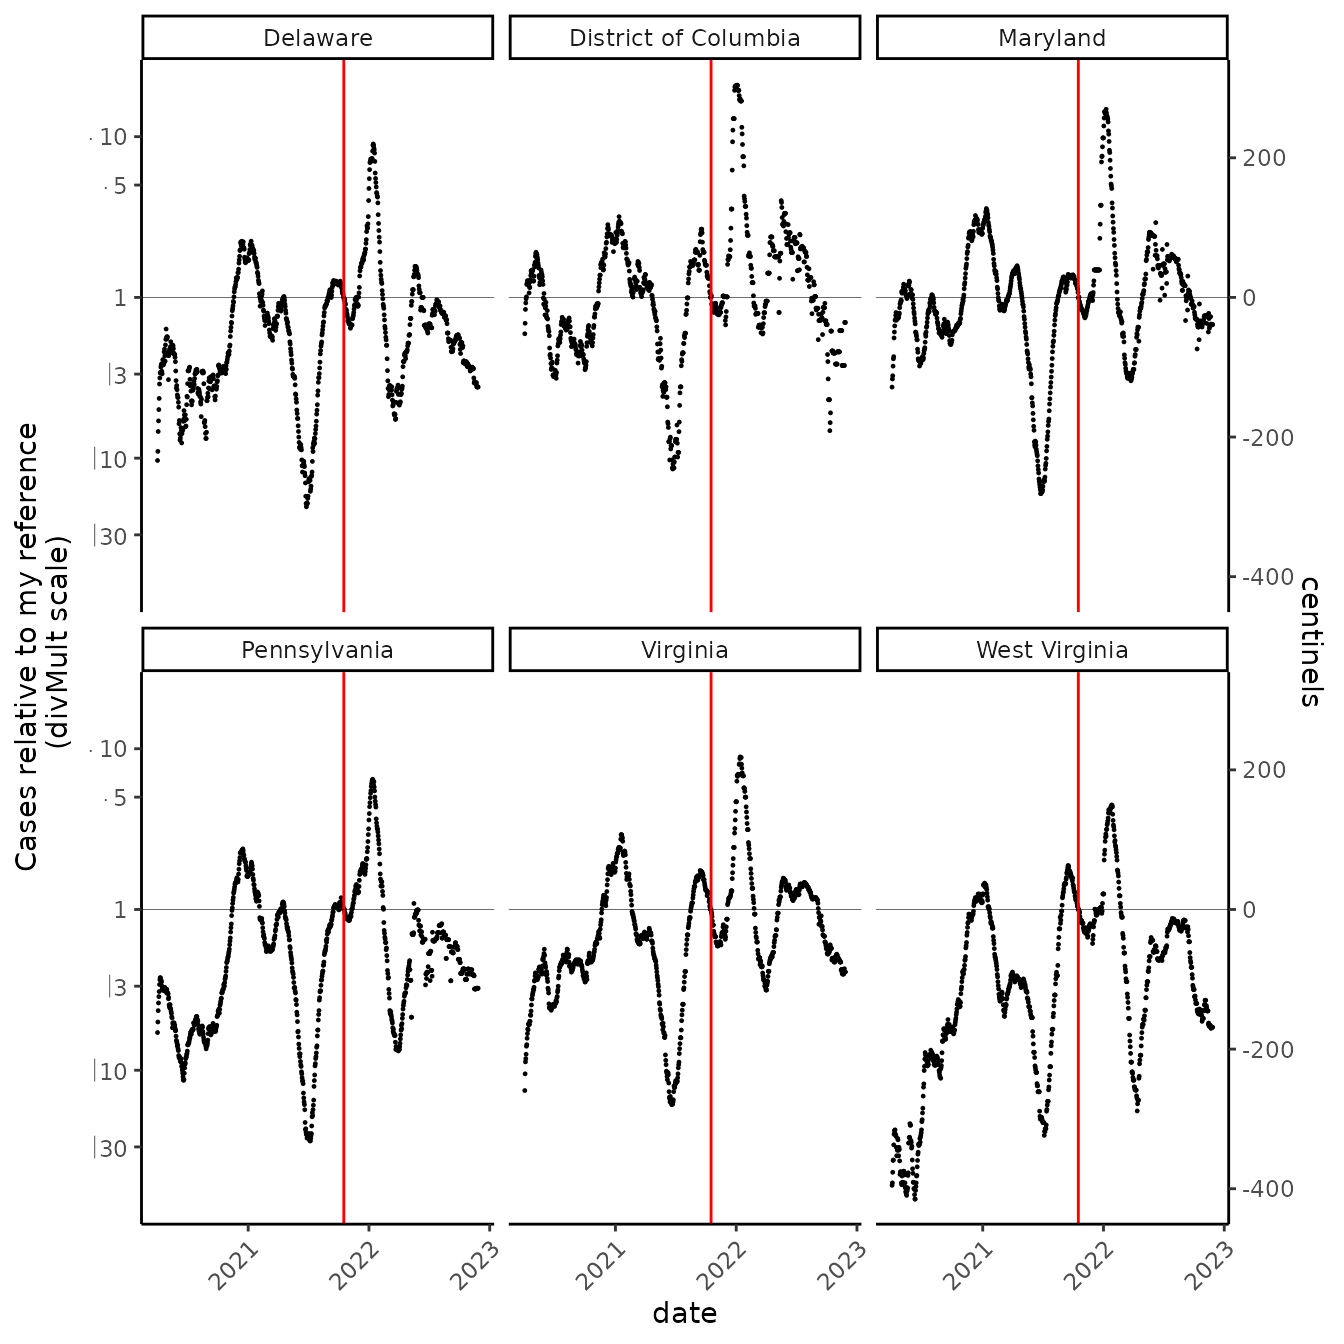 Delaware
District of Columbia
Maryland
· 10
· 5
1
|3
|10
|30
200
0
-200
-400
Cases relative to my reference
(divMult scale)
centinels
Pennsylvania
Virginia
West Virginia
· 10
· 5
1
|3
|10
|30
200
0
-200
-400
2021
2022
2023
2021
2022
2023
2021
2022
2023
date